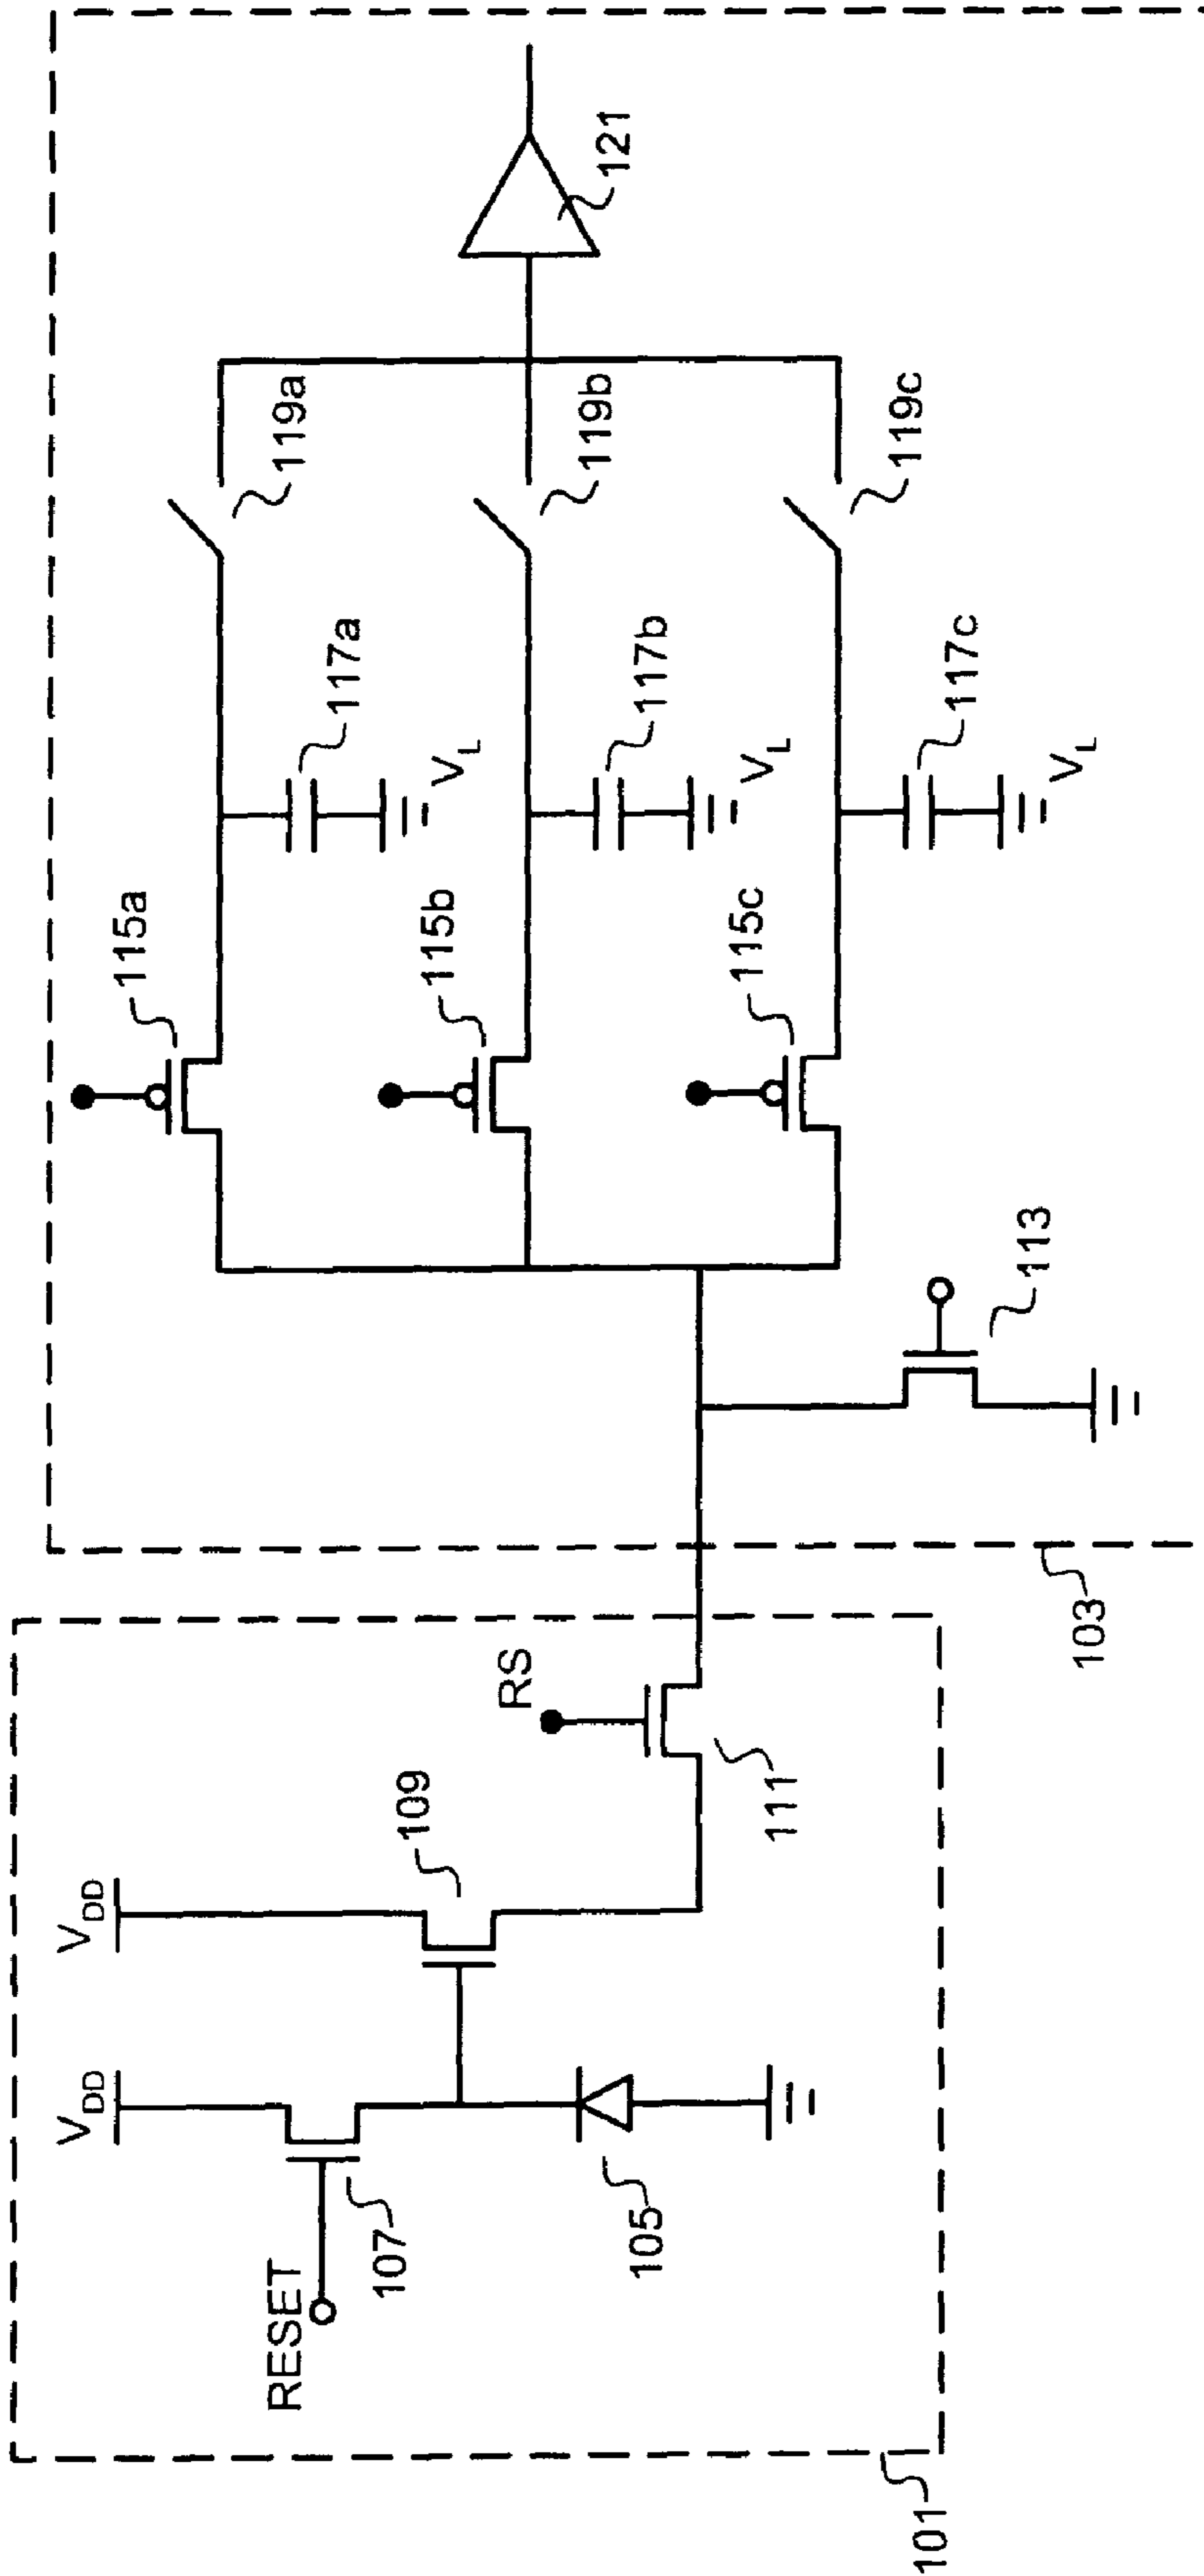 RESET
V_DD
V_DD
107
105
109
RS
111
101
103
113
115a
115b
115c
117a
V_L
117b
V_L
117c
V_L
119a
119b
119c
121